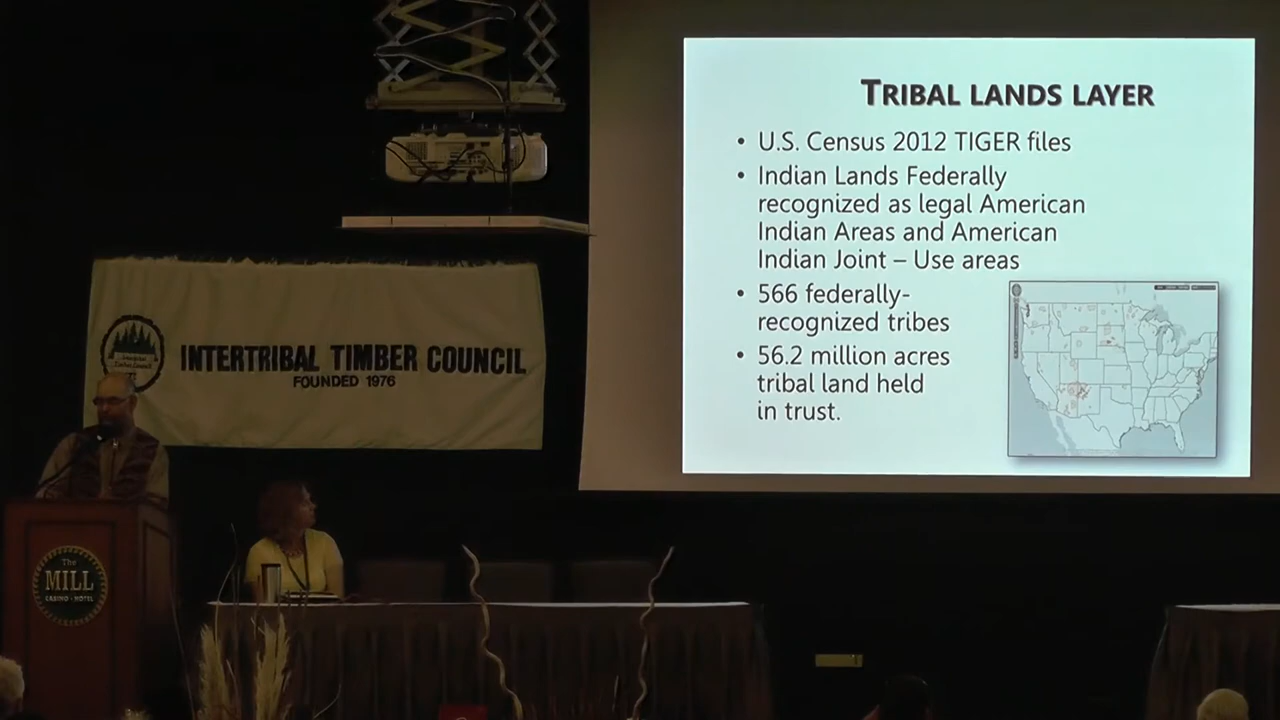 TRIBAL LANDS LAYER
• U.S. Census 2012 TIGER files
• Indian Lands Federally
recognized as legal American
Indian Areas and American
Indian Joint – Use areas
• 566 federally-
recognized tribes
• 56.2 million acres
tribal land held
in trust.
INTERTRIBAL TIMBER COUNCIL
FOUNDED 1976
The
MILL
CASINO • HOTEL